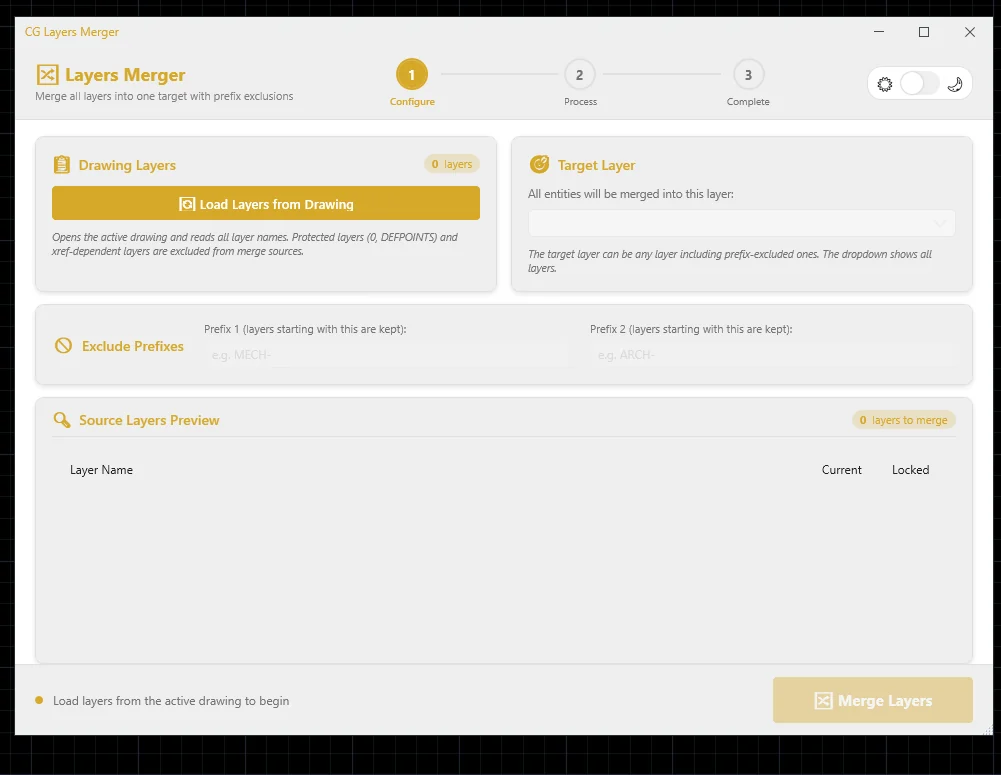 CG Layers Merger
Layers Merger
Merge all layers into one target with prefix exclusions
1
Configure
2
Process
3
Complete
Drawing Layers
0 layers
Load Layers from Drawing
Opens the active drawing and reads all layer names. Protected layers (0, DEFPOINTS) and
xref-dependent layers are excluded from merge sources.
Target Layer
All entities will be merged into this layer:
The target layer can be any layer including prefix-excluded ones. The dropdown shows all
layers.
Exclude Prefixes
Prefix 1 (layers starting with this are kept):
e.g. MECH-
Prefix 2 (layers starting with this are kept):
e.g. ARCH-
Source Layers Preview
0 layers to merge
Layer Name
Current
Locked
Load layers from the active drawing to begin
Merge Layers